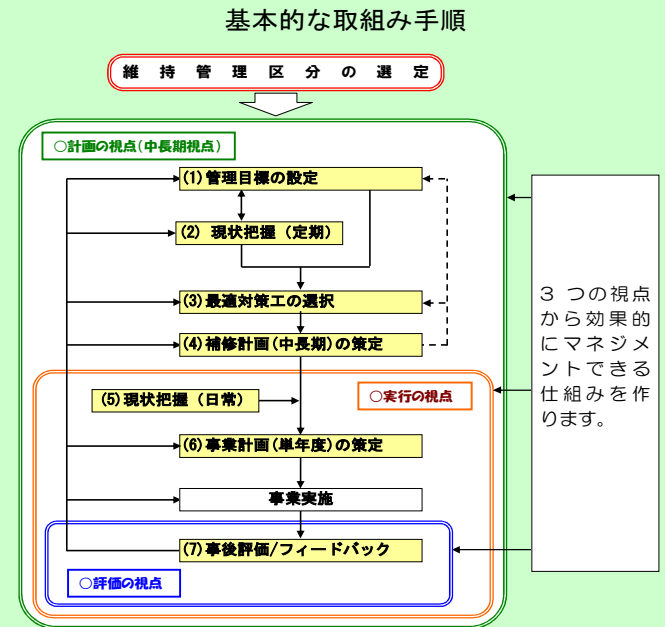 基本的な取組み手順
維持管理区分の選定
○計画の視点(中長期視点)
(1)管理目標の設定
(2) 現状把握（定期）
(3)最適対策工の選択
(4)補修計画(中長期)の策定
○実行の視点
(5)現状把握（日常）
(6)事業計画(単年度)の策定
事業実施
(7)事後評価/フィードバック
○評価の視点
3 つの視点
から効果的
にマネジメ
ントできる
仕組みを作
ります。